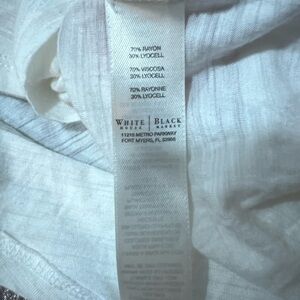 70% RAYON
30% LYOCELL
70% VISCOSA
30% LYOCELL
70% RAYONNE
30% LYOCELL
WHITE | BLACK
HOUSE | MARKET
11215 METRO PARKWAY
FORT MYERS, FL 33966